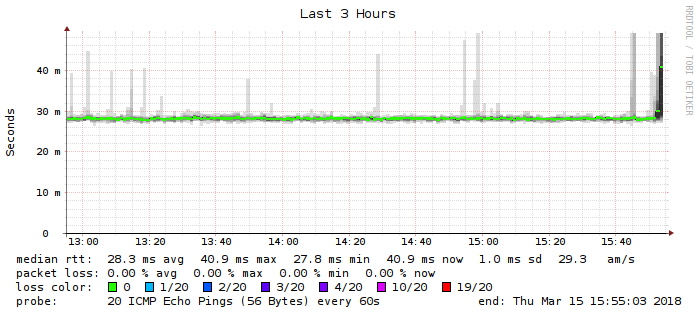 Last 3 Hours
RRDTOOL / TOBI OETIKER
Seconds
40 m
30 m
20 m
10 m
0
13:00 13:20 13:40 14:00 14:20 14:40 15:00 15:20 15:40
median rtt: 28.3 ms avg 40.9 ms max 27.8 ms min 40.9 ms now 1.0 ms sd 29.3 am/s
packet loss: 0.00 % avg 0.00 % max 0.00 % min 0.00 % now
loss color: 0 1/20 2/20 3/20 4/20 10/20 19/20
probe: 20 ICMP Echo Pings (56 Bytes) every 60s end: Thu Mar 15 15:55:03 2018